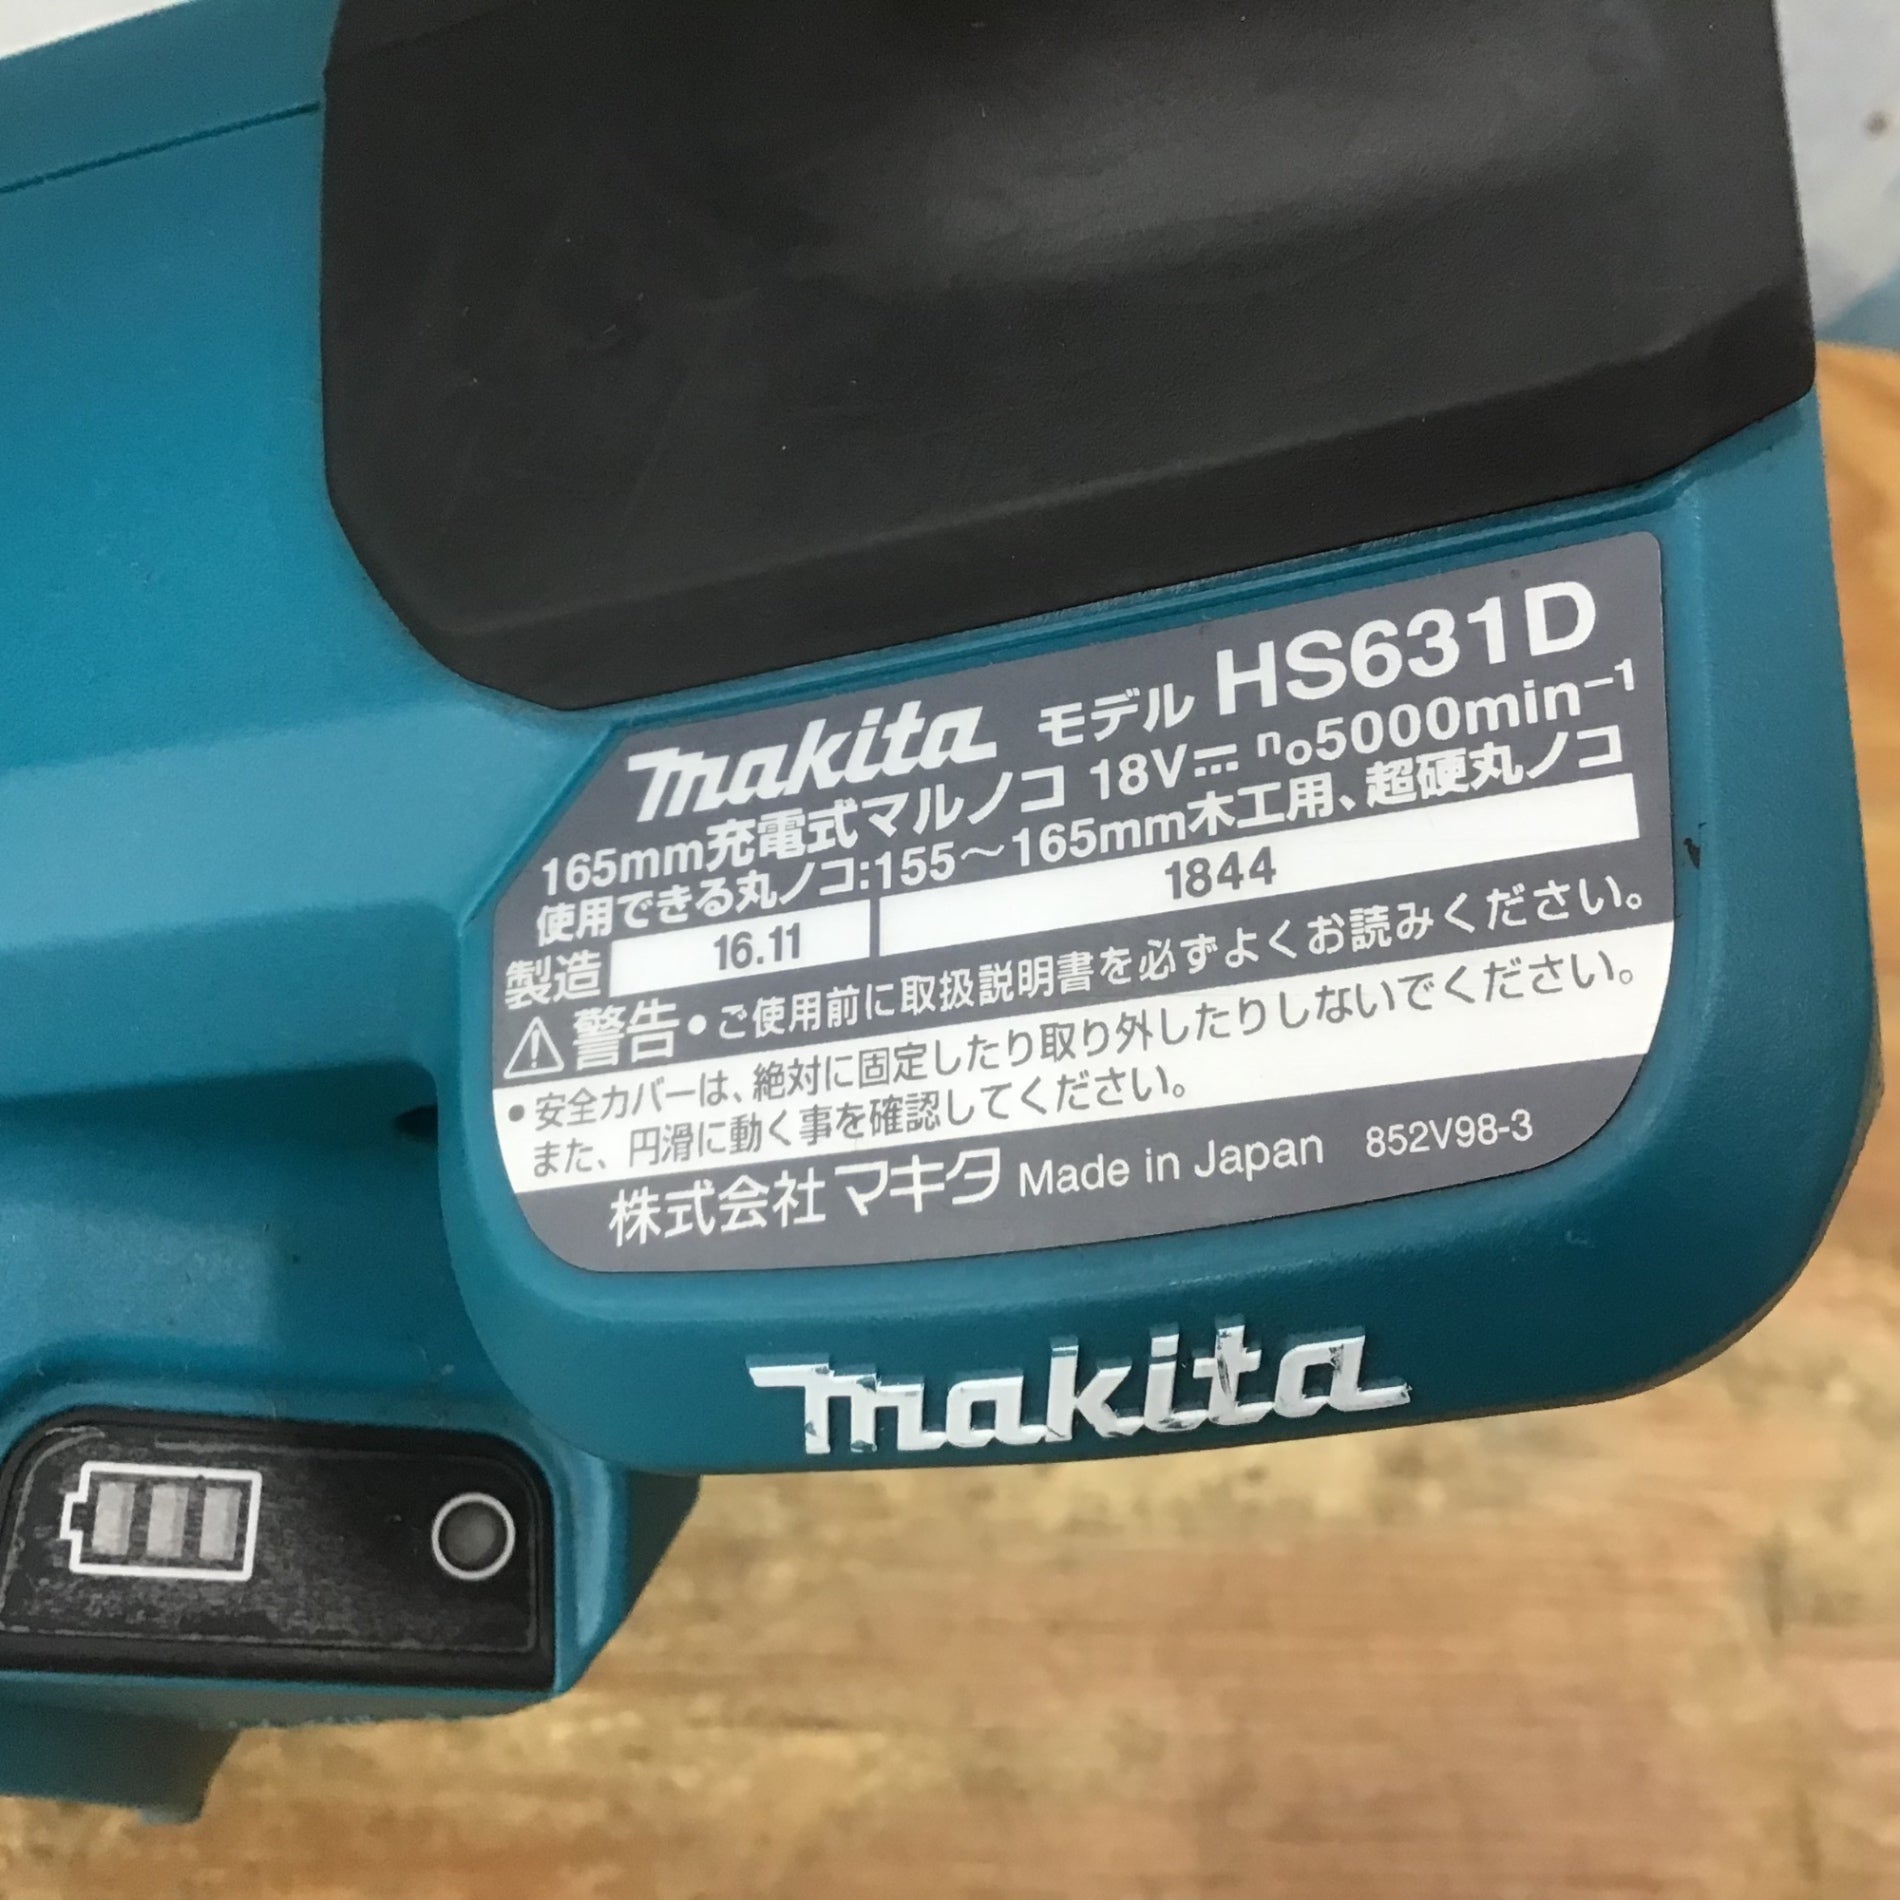 makita モデル HS631D
165mm充電式マルノコ 18V⎓ n₀5000min⁻¹
使用できる丸ノコ:155～165mm木工用、超硬丸ノコ
製造 16.11 1844
⚠警告 •ご使用前に取扱説明書を必ずよくお読みください。
•安全カバーは、絶対に固定したり取り外したりしないでください。
また、円滑に動く事を確認してください。
株式会社マキタ Made in Japan 852V98-3
makita